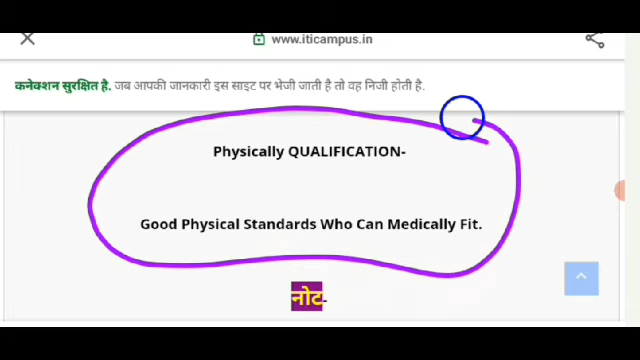 www.iticampus.in
कनेक्शन सुरक्षित है. जब आपकी जानकारी इस साइट पर भेजी जाती है तो वह निजी होती है.
Physically QUALIFICATION-
Good Physical Standards Who Can Medically Fit.
नोट-